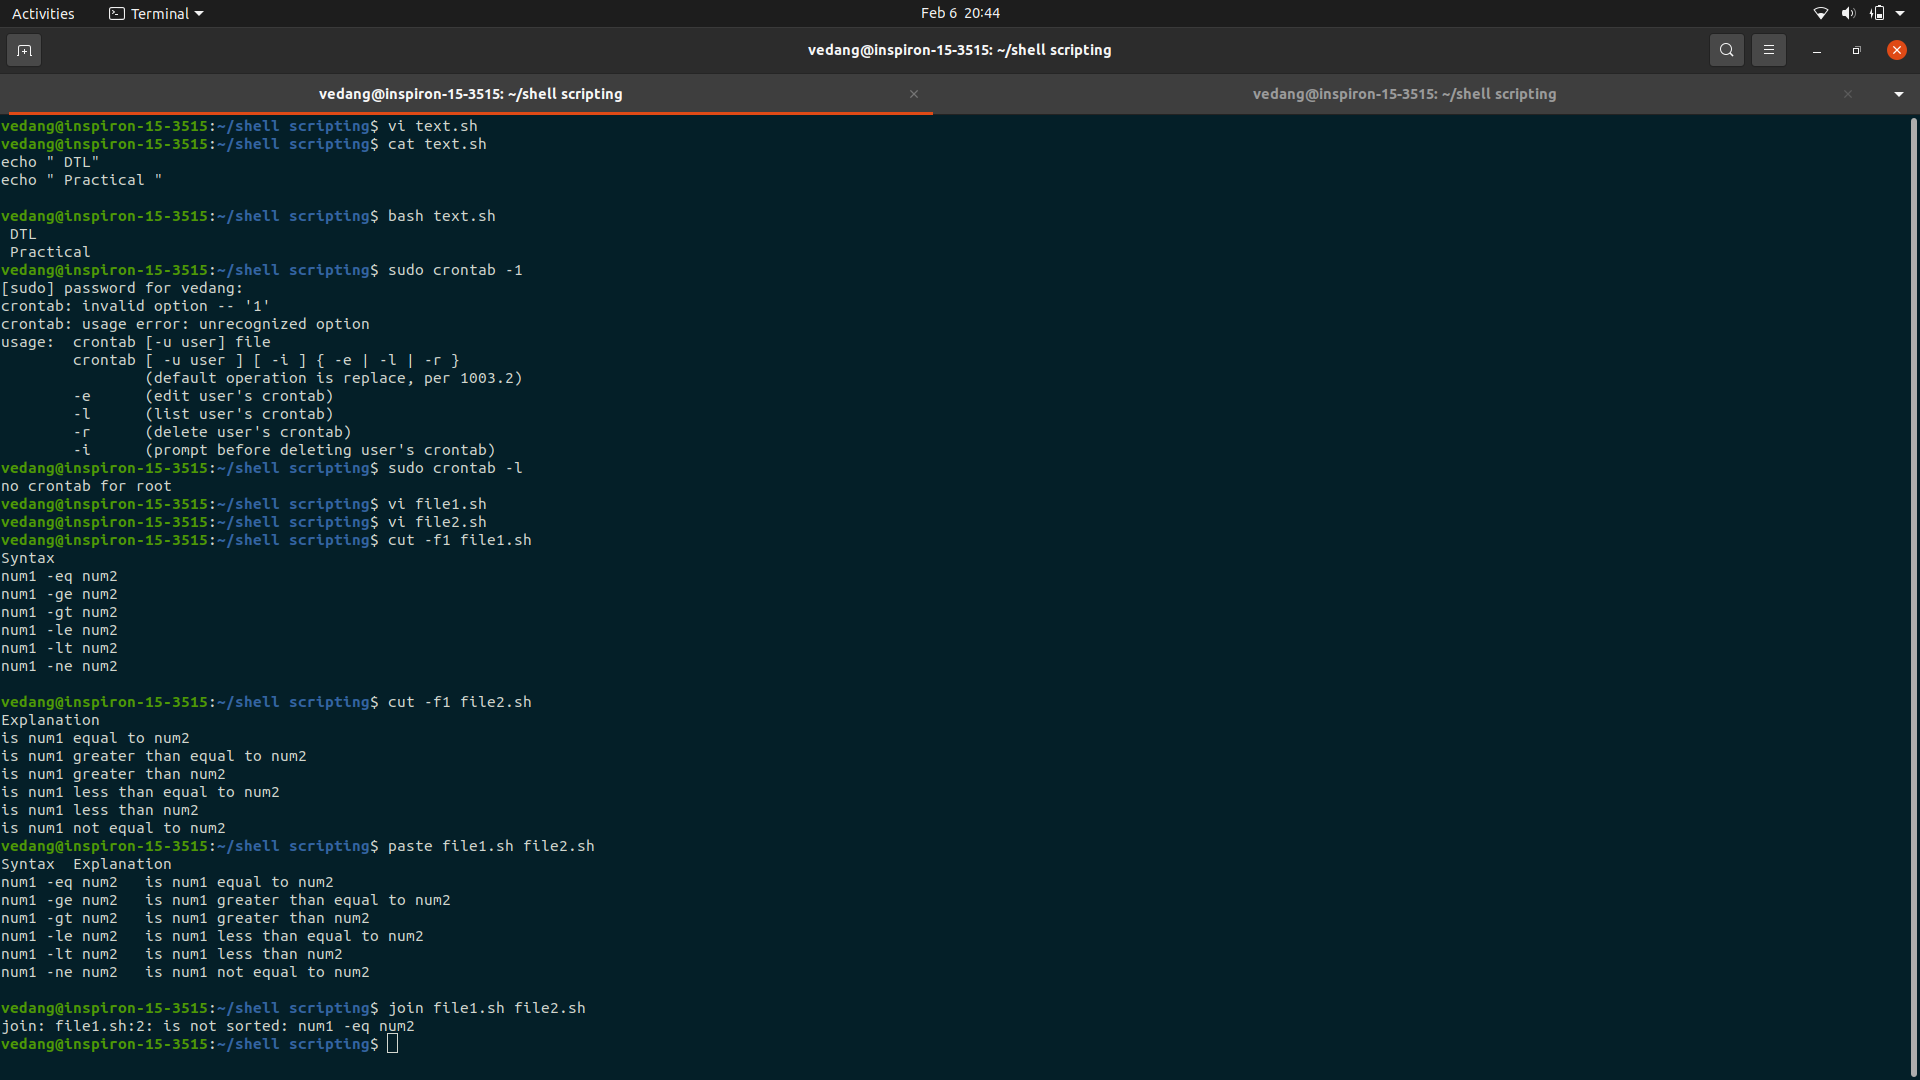 Activities Terminal Feb 6 20:44
vedang@inspiron-15-3515: ~/shell scripting
vedang@inspiron-15-3515: ~/shell scripting × vedang@inspiron-15-3515: ~/shell scripting ×
vedang@inspiron-15-3515:~/shell scripting$ vi text.sh
vedang@inspiron-15-3515:~/shell scripting$ cat text.sh
echo " DTL"
echo " Practical "

vedang@inspiron-15-3515:~/shell scripting$ bash text.sh
 DTL
 Practical
vedang@inspiron-15-3515:~/shell scripting$ sudo crontab -1
[sudo] password for vedang:
crontab: invalid option -- '1'
crontab: usage error: unrecognized option
usage:  crontab [-u user] file
        crontab [ -u user ] [ -i ] { -e | -l | -r }
                (default operation is replace, per 1003.2)
        -e      (edit user's crontab)
        -l      (list user's crontab)
        -r      (delete user's crontab)
        -i      (prompt before deleting user's crontab)
vedang@inspiron-15-3515:~/shell scripting$ sudo crontab -l
no crontab for root
vedang@inspiron-15-3515:~/shell scripting$ vi file1.sh
vedang@inspiron-15-3515:~/shell scripting$ vi file2.sh
vedang@inspiron-15-3515:~/shell scripting$ cut -f1 file1.sh
Syntax
num1 -eq num2
num1 -ge num2
num1 -gt num2
num1 -le num2
num1 -lt num2
num1 -ne num2

vedang@inspiron-15-3515:~/shell scripting$ cut -f1 file2.sh
Explanation
is num1 equal to num2
is num1 greater than equal to num2
is num1 greater than num2
is num1 less than equal to num2
is num1 less than num2
is num1 not equal to num2
vedang@inspiron-15-3515:~/shell scripting$ paste file1.sh file2.sh
Syntax  Explanation
num1 -eq num2   is num1 equal to num2
num1 -ge num2   is num1 greater than equal to num2
num1 -gt num2   is num1 greater than num2
num1 -le num2   is num1 less than equal to num2
num1 -lt num2   is num1 less than num2
num1 -ne num2   is num1 not equal to num2

vedang@inspiron-15-3515:~/shell scripting$ join file1.sh file2.sh
join: file1.sh:2: is not sorted: num1 -eq num2
vedang@inspiron-15-3515:~/shell scripting$